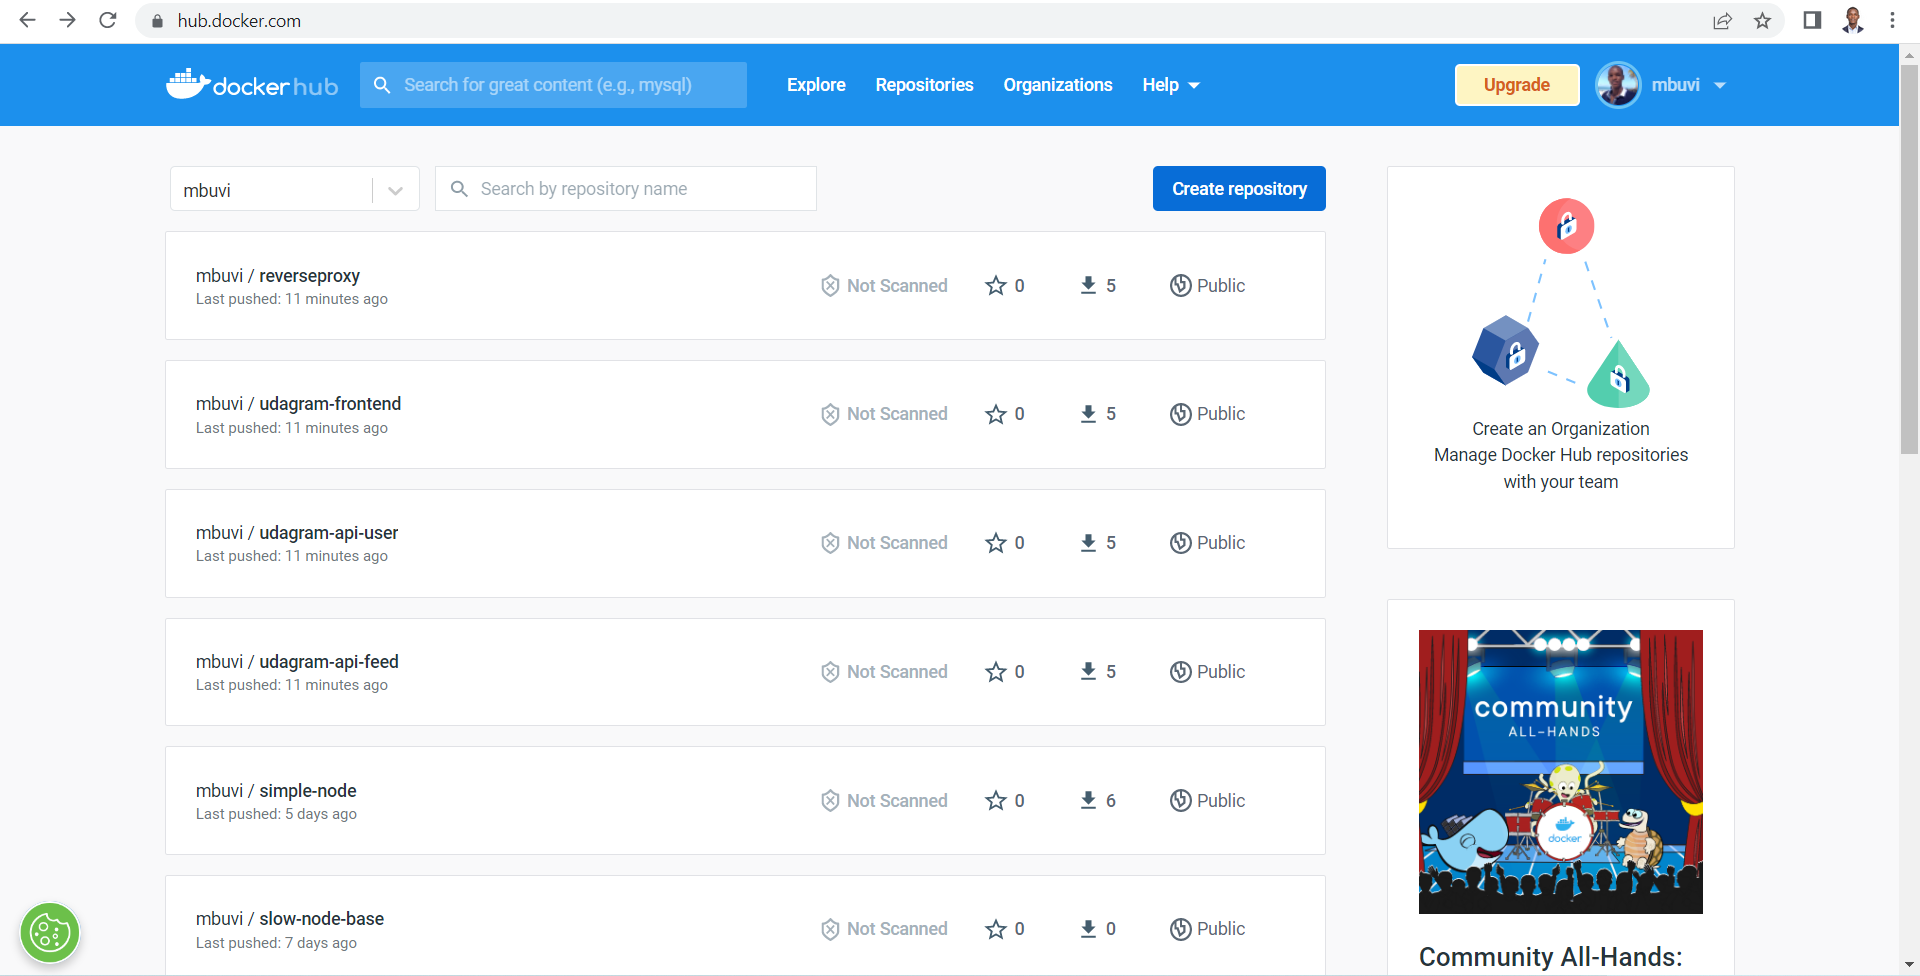 hub.docker.com
docker hub
Search for great content (e.g., mysql)
Explore
Repositories
Organizations
Help
Upgrade
mbuvi
mbuvi
Search by repository name
Create repository
mbuvi / reverseproxy
Last pushed: 11 minutes ago
Not Scanned
0
5
Public
mbuvi / udagram-frontend
Last pushed: 11 minutes ago
Not Scanned
0
5
Public
mbuvi / udagram-api-user
Last pushed: 11 minutes ago
Not Scanned
0
5
Public
mbuvi / udagram-api-feed
Last pushed: 11 minutes ago
Not Scanned
0
5
Public
mbuvi / simple-node
Last pushed: 5 days ago
Not Scanned
0
6
Public
mbuvi / slow-node-base
Last pushed: 7 days ago
Not Scanned
0
0
Public
Create an Organization
Manage Docker Hub repositories
with your team
community
ALL-HANDS
docker
Community All-Hands: